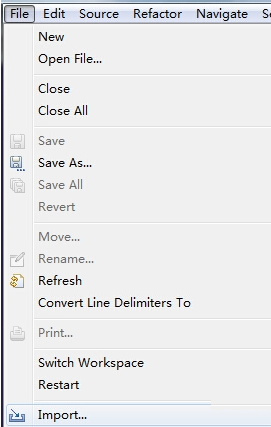 File Edit Source Refactor Navigate
New
Open File...
Close
Close All
Save
Save As...
Save All
Revert
Move...
Rename...
Refresh
Convert Line Delimiters To
Print...
Switch Workspace
Restart
Import...